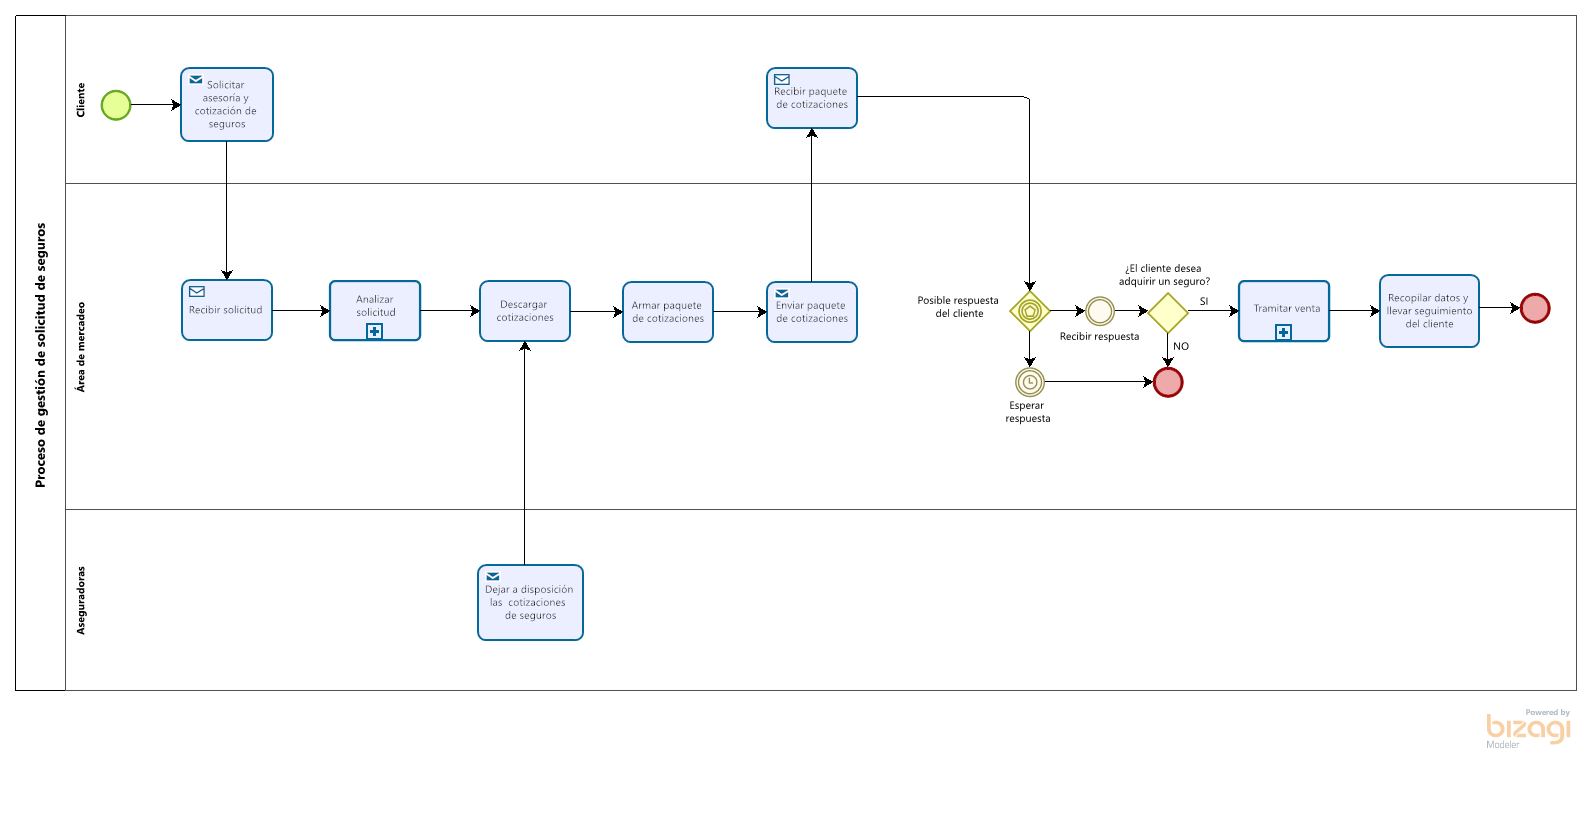 Proceso de gestión de solicitud de seguros
Cliente
Solicitar
asesoría y
cotización de
seguros
Recibir paquete
de cotizaciones
Área de mercadeo
Recibir solicitud
Analizar
solicitud
Descargar
cotizaciones
Armar paquete
de cotizaciones
Enviar paquete
de cotizaciones
Posible respuesta
del cliente
Recibir respuesta
Esperar
respuesta
¿El cliente desea
adquirir un seguro?
SI
NO
Tramitar venta
Recopilar datos y
llevar seguimiento
del cliente
Aseguradoras
Dejar a disposición
las cotizaciones
de seguros
Powered by
bizagi
Modeler